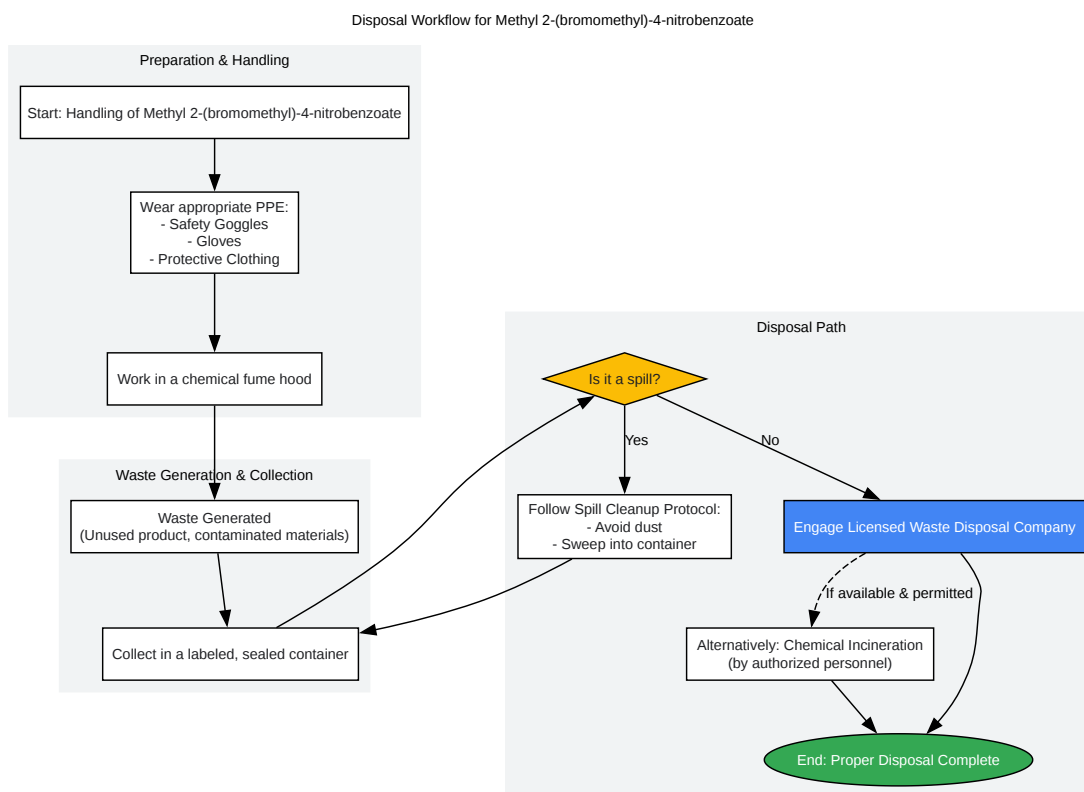 Disposal Workflow for Methyl 2-(bromomethyl)-4-nitrobenzoate
Preparation & Handling
Start: Handling of Methyl 2-(bromomethyl)-4-nitrobenzoate
Wear appropriate PPE:
- Safety Goggles
- Gloves
- Protective Clothing
Work in a chemical fume hood
Waste Generation & Collection
Waste Generated
(Unused product, contaminated materials)
Collect in a labeled, sealed container
Disposal Path
Is it a spill?
Yes
No
Follow Spill Cleanup Protocol:
- Avoid dust
- Sweep into container
Engage Licensed Waste Disposal Company
If available & permitted
Alternatively: Chemical Incineration
(by authorized personnel)
End: Proper Disposal Complete